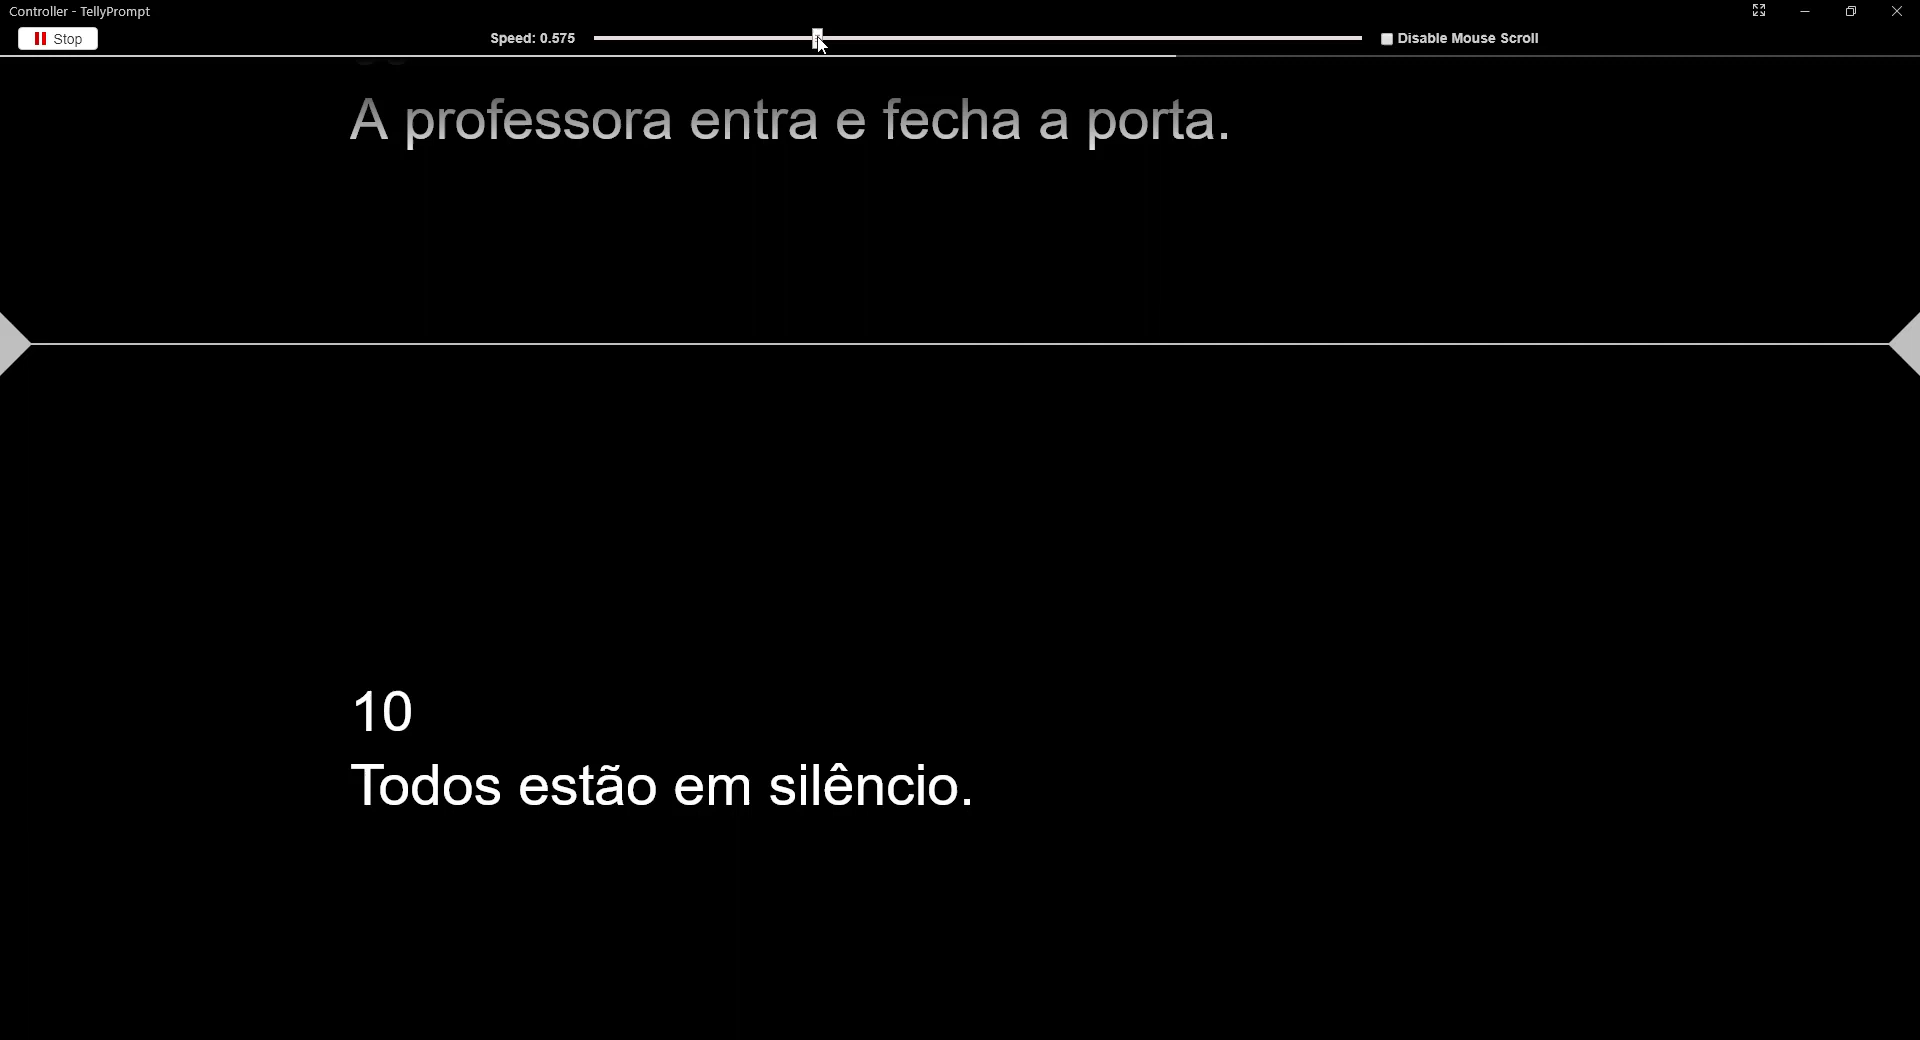 Controller - TellyPrompt
Stop
Speed: 0.575
Disable Mouse Scroll
A professora entra e fecha a porta.
10
Todos estão em silêncio.